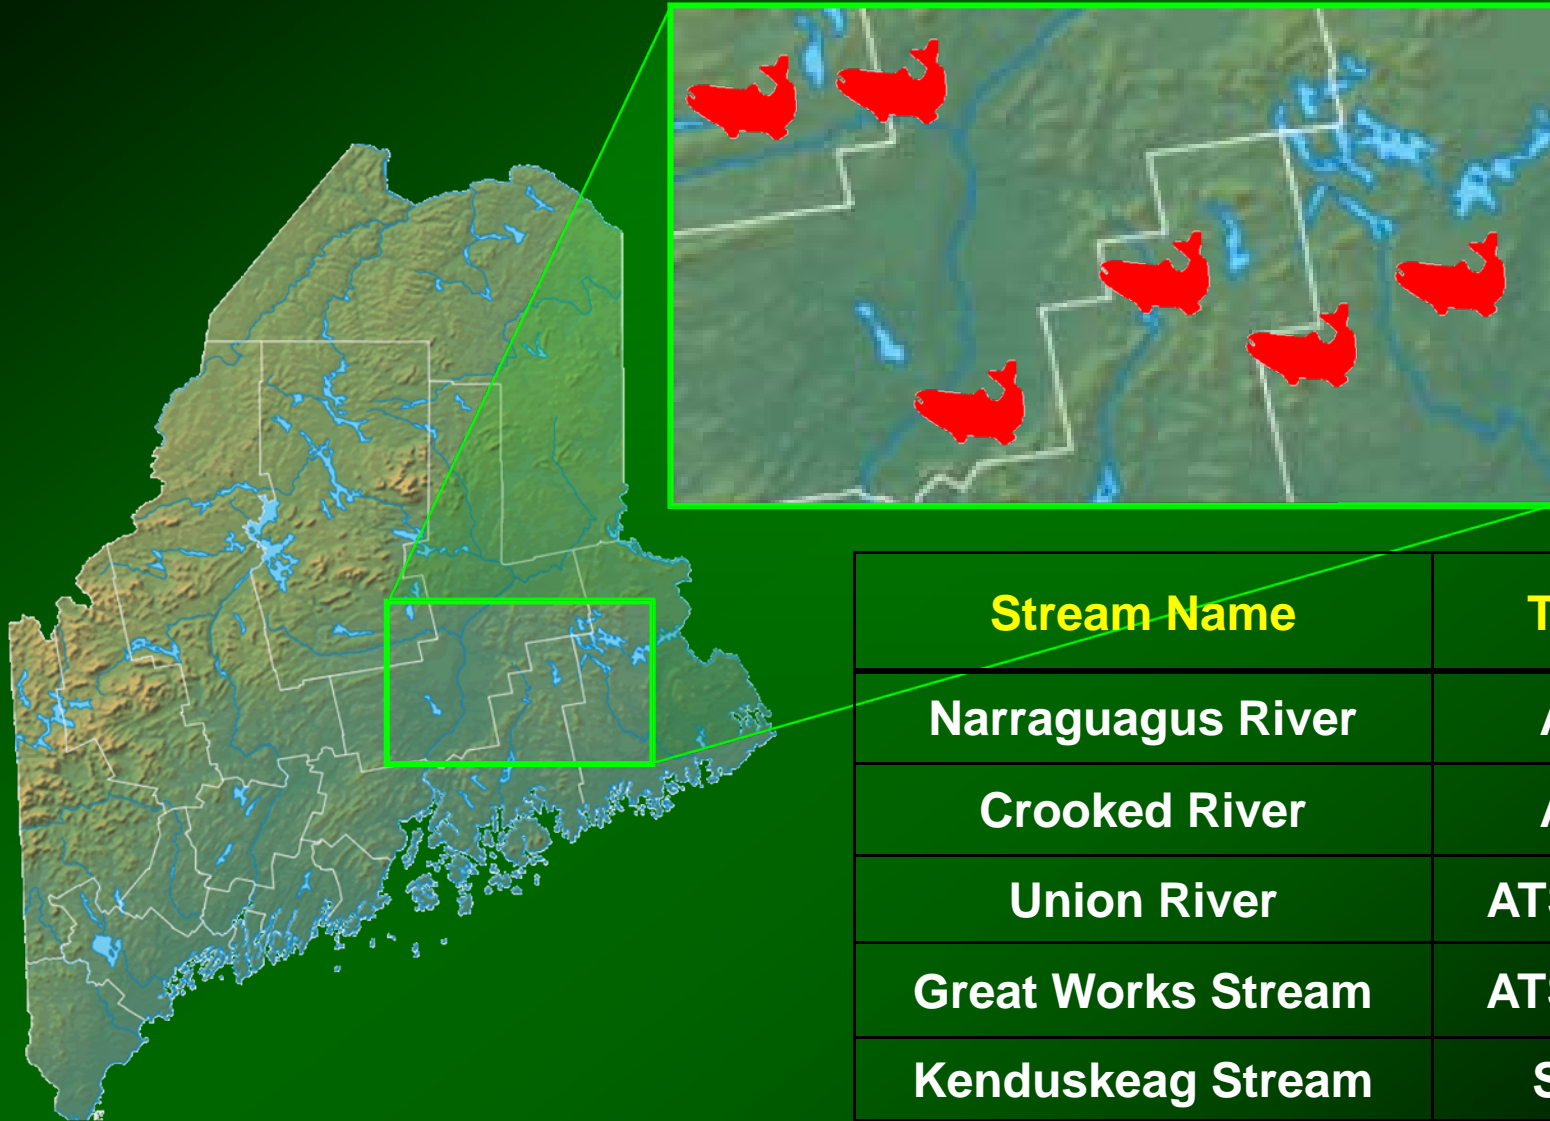 Stream Name
Narraguagus River
Crooked River
Union River
Great Works Stream
Kenduskeag Stream